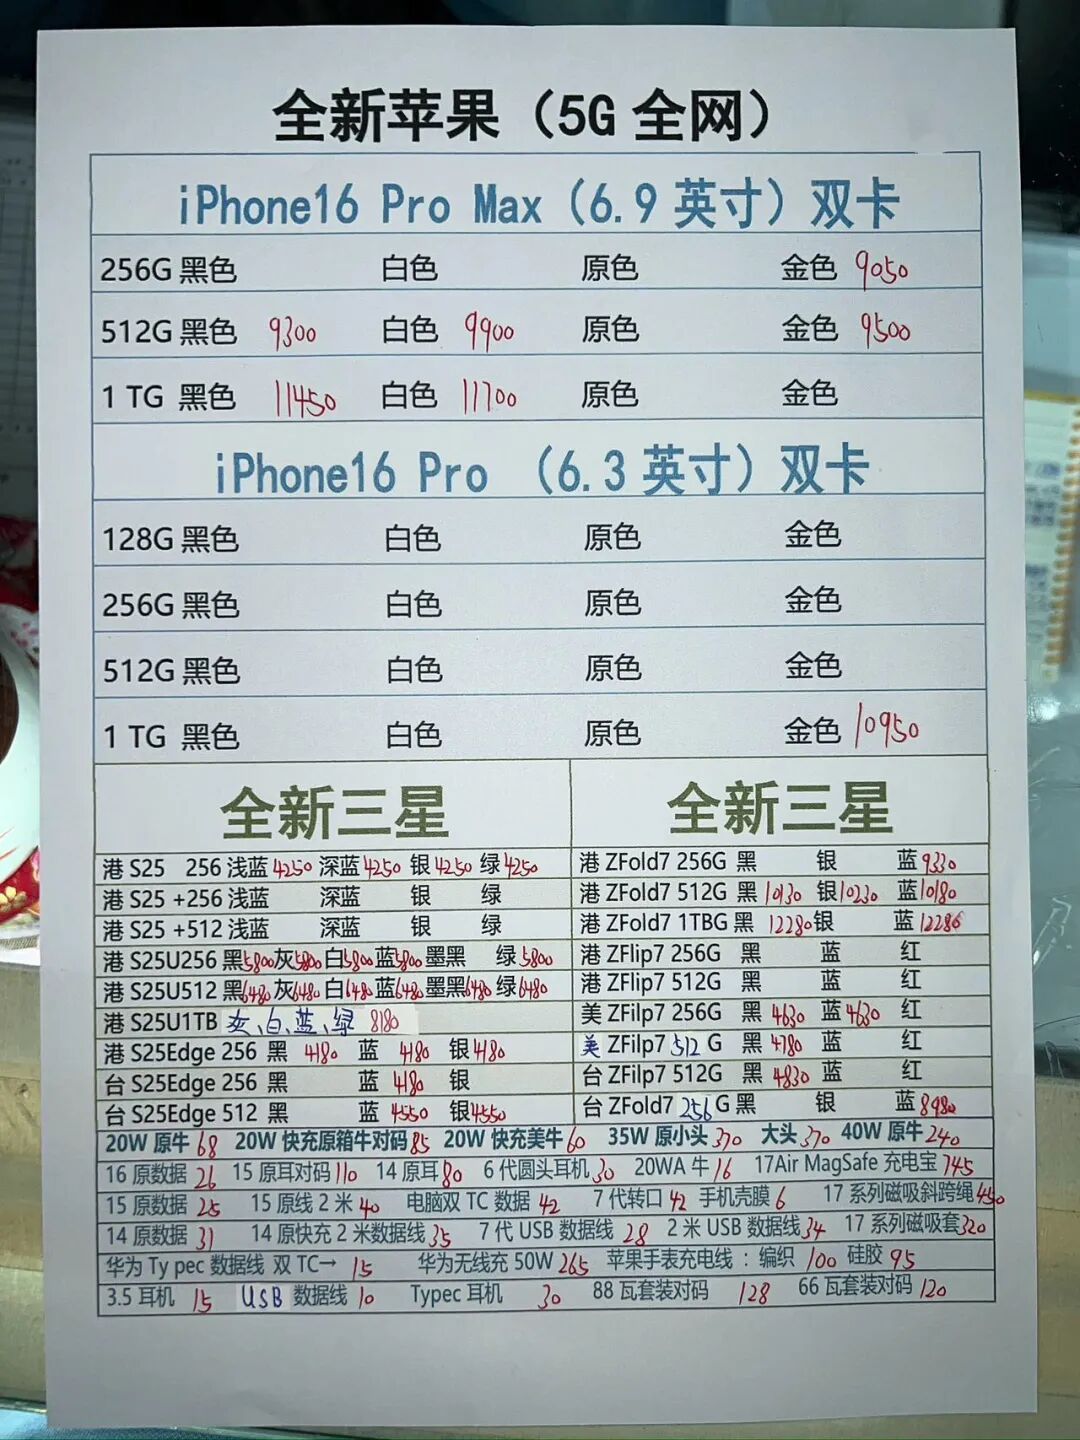 全新苹果（5G 全网）
iPhone16 Pro Max（6.9 英寸）双卡
256G 黑色 白色 原色 金色 9050
512G 黑色 9300 白色 9900 原色 金色 9500
1 TG 黑色 11450 白色 11700 原色 金色
iPhone16 Pro （6.3 英寸）双卡
128G 黑色 白色 原色 金色
256G 黑色 白色 原色 金色
512G 黑色 白色 原色 金色
1 TG 黑色 白色 原色 金色 10950
全新三星
港 S25 256 浅蓝 4250 深蓝 4250 银 4250 绿 4250
港 S25 +256 浅蓝 深蓝 银 绿
港 S25 +512 浅蓝 深蓝 银 绿
港 S25U256 黑 5800 灰 5800 白 5800 蓝 5800 墨黑 绿 5800
港 S25U512 黑 6480 灰 6480 白 6480 蓝 6480 墨黑 6480 绿 6480
港 S25U1TB 灰、白、蓝、绿 8180
港 S25Edge 256 黑 4180 蓝 4180 银 4180
台 S25Edge 256 黑 蓝 4180 银
台 S25Edge 512 黑 蓝 4550 银 4550
全新三星
港 ZFold7 256G 黑 银 蓝 9330
港 ZFold7 512G 黑 10130 银 10230 蓝 10180
港 ZFold7 1TBG 黑 12280 银 蓝 12280
港 ZFlip7 256G 黑 蓝 红
港 ZFlip7 512G 黑 蓝 红
美 ZFilp7 256G 黑 4630 蓝 4630 红
美 ZFilp7 512 G 黑 4780 蓝 红
台 ZFilp7 512G 黑 4830 蓝 红
台 ZFold7 256 G 黑 银 蓝 8980
20W 原牛 68 20W 快充原箱牛对码 85 20W 快充美牛 60 35W 原小头 370 大头 370 40W 原牛 240
16 原数据 26 15 原耳对码 110 14 原耳 80 6 代圆头耳机 30 20WA 牛 16 17Air MagSafe 充电宝 745
15 原数据 25 15 原线 2 米 40 电脑双 TC 数据 42 7 代转口 42 手机壳膜 6 17 系列磁吸斜跨绳 450
14 原数据 31 14 原快充 2 米数据线 35 7 代 USB 数据线 28 2 米 USB 数据线 34 17 系列磁吸套 320
华为 Ty pec 数据线 双 TC→ 15 华为无线充 50W 265 苹果手表充电线 ：编织 100 硅胶 95
3.5 耳机 15 USB 数据线 10 Typec 耳机 30 88 瓦套装对码 128 66 瓦套装对码 120